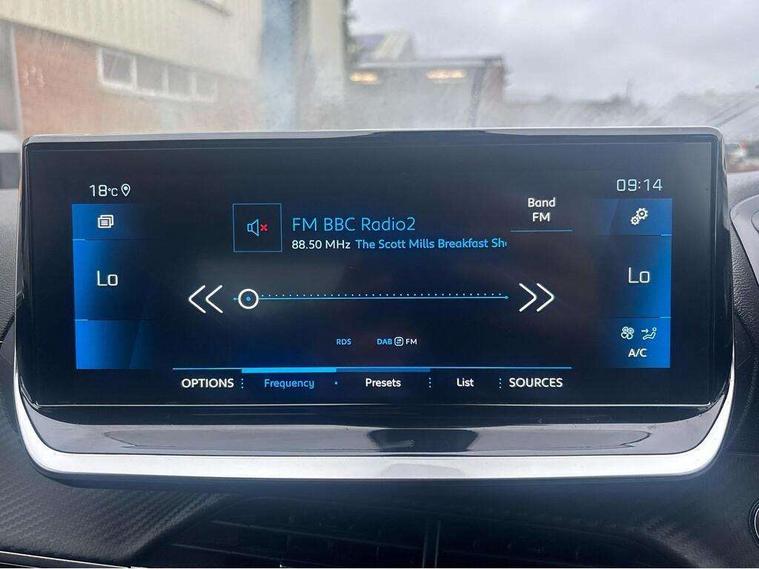 18°C
09:14
Band
FM
FM BBC Radio2
88.50 MHz The Scott Mills Breakfast Sh
Lo
Lo
RDS DAB FM
A/C
OPTIONS Frequency Presets List SOURCES